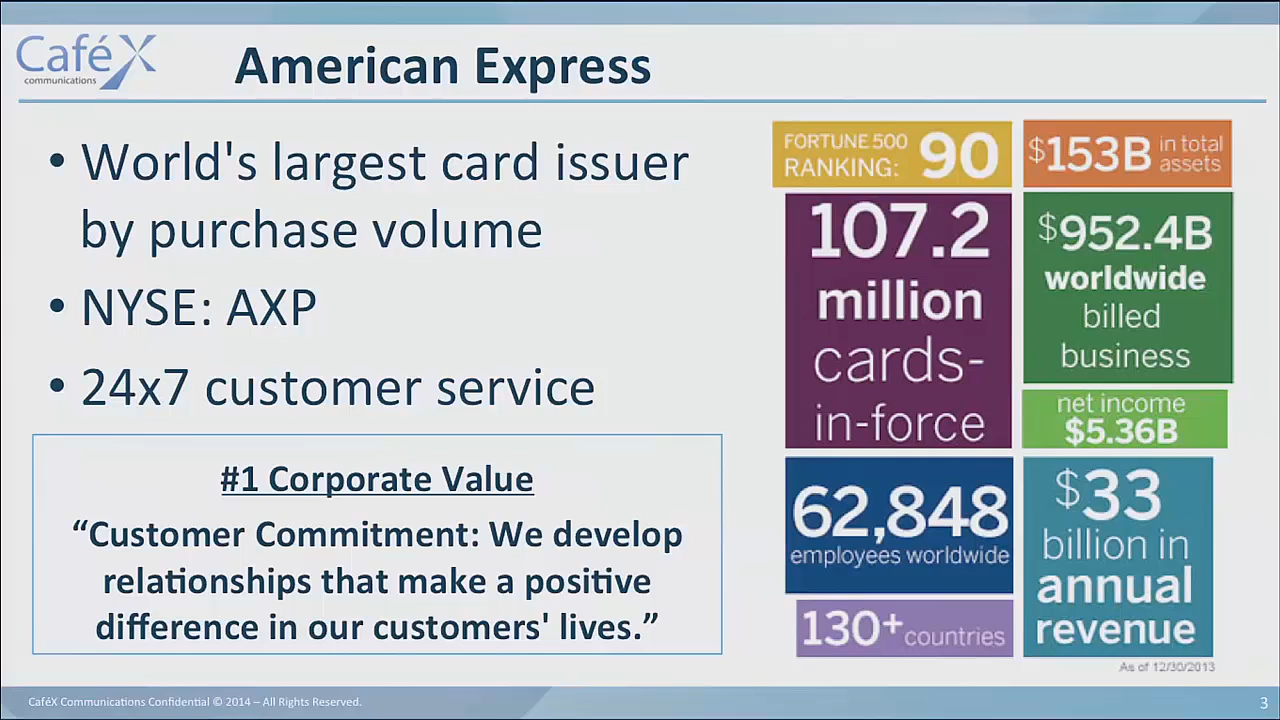 CaféX
communications
American Express
• World's largest card issuer
by purchase volume
• NYSE: AXP
• 24x7 customer service
#1 Corporate Value
“Customer Commitment: We develop
relationships that make a positive
difference in our customers' lives.”
FORTUNE 500
RANKING: 90
$153B in total
assets
107.2
million
cards-
in-force
$952.4B
worldwide
billed
business
net income
$5.36B
62,848
employees worldwide
130+ countries
$33
billion in
annual
revenue
As of 12/30/2013
CaféX Communications Confidential © 2014 – All Rights Reserved.
3